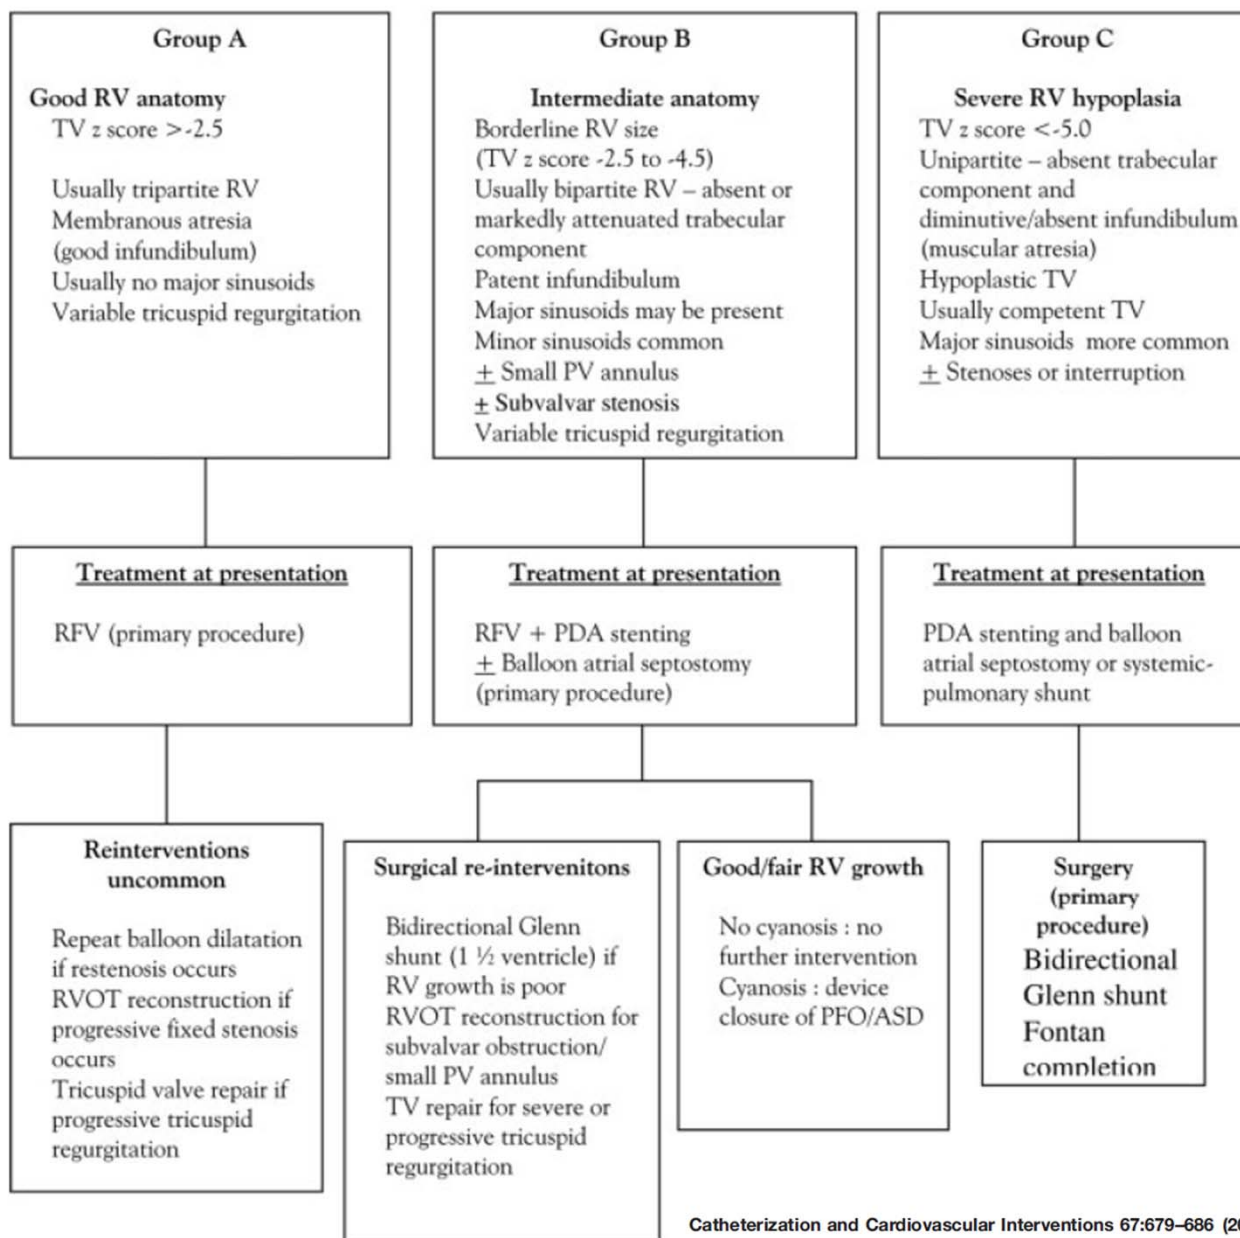 Group A
Good RV anatomy
TV z score >-2.5
Usually tripartite RV
Membranous atresia
(good infundibulum)
Usually no major sinusoids
Variable tricuspid regurgitation
Group B
Intermediate anatomy
Borderline RV size
(TV z score -2.5 to -4.5)
Usually bipartite RV – absent or
markedly attenuated trabecular
component
Patent infundibulum
Major sinusoids may be present
Minor sinusoids common
± Small PV annulus
± Subvalvar stenosis
Variable tricuspid regurgitation
Group C
Severe RV hypoplasia
TV z score <-5.0
Unipartite – absent trabecular
component and
diminutive/absent infundibulum
(muscular atresia)
Hypoplastic TV
Usually competent TV
Major sinusoids more common
± Stenoses or interruption
Treatment at presentation
RFV (primary procedure)
Treatment at presentation
RFV + PDA stenting
± Balloon atrial septostomy
(primary procedure)
Treatment at presentation
PDA stenting and balloon
atrial septostomy or systemic-
pulmonary shunt
Reinterventions
uncommon
Repeat balloon dilatation
if restenosis occurs
RVOT reconstruction if
progressive fixed stenosis
occurs
Tricuspid valve repair if
progressive tricuspid
regurgitation
Surgical re-intervenitons
Bidirectional Glenn
shunt (1 ½ ventricle) if
RV growth is poor
RVOT reconstruction for
subvalvar obstruction/
small PV annulus
TV repair for severe or
progressive tricuspid
regurgitation
Good/fair RV growth
No cyanosis : no
further intervention
Cyanosis : device
closure of PFO/ASD
Surgery
(primary
procedure)
Bidirectional
Glenn shunt
Fontan
completion
Catheterization and Cardiovascular Interventions 67:679–686 (20